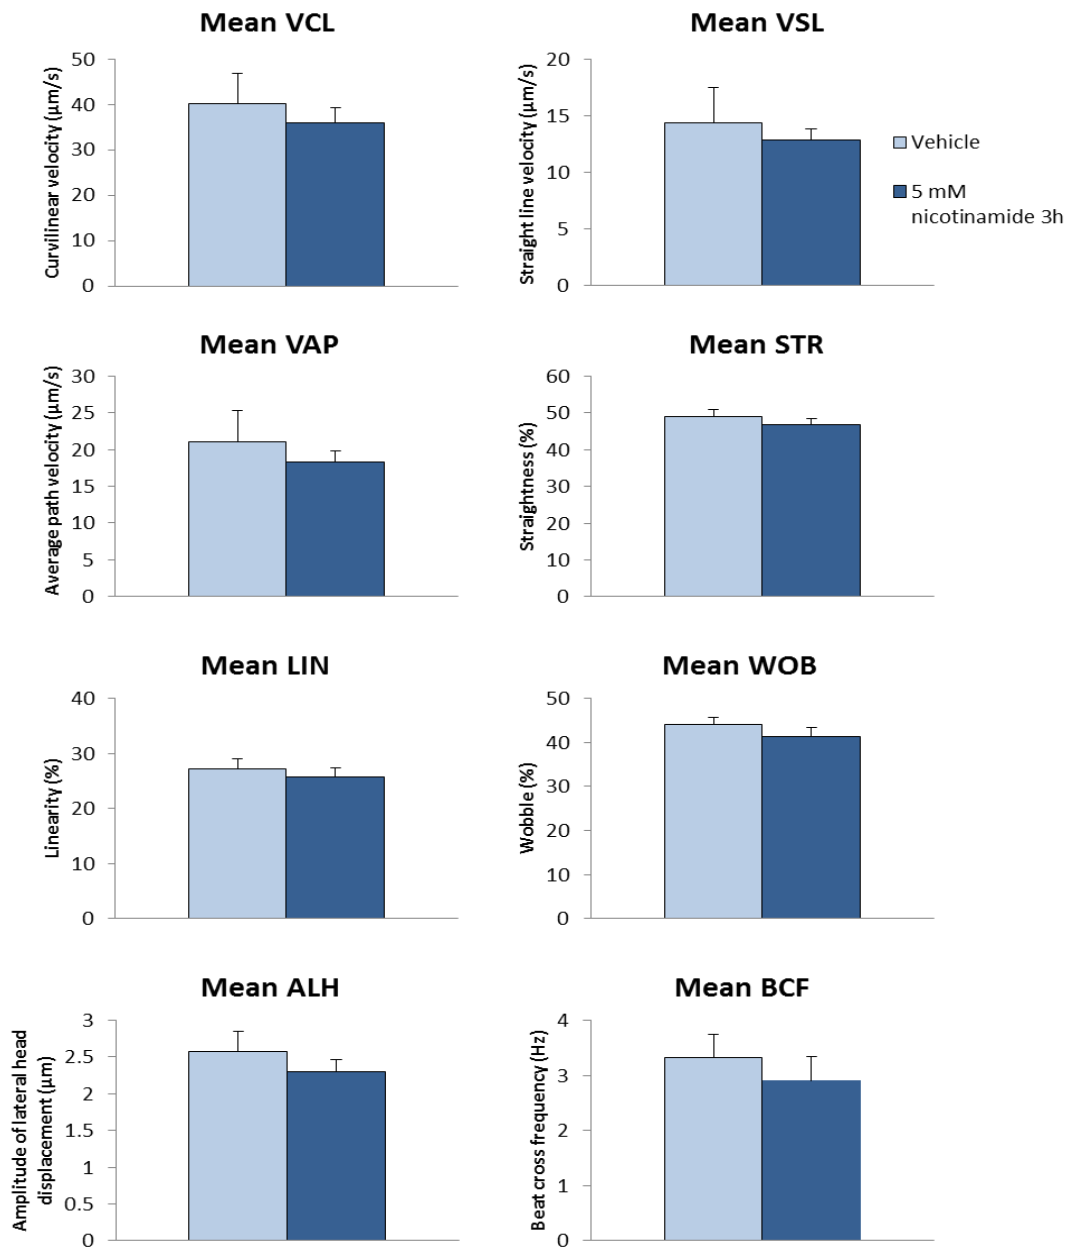 Mean VCL
Curvilinear velocity (µm/s)
50
40
30
20
10
0
Mean VSL
Straight line velocity (µm/s)
20
15
10
5
0
Vehicle
5 mM
nicotinamide 3h
Mean VAP
Average path velocity (µm/s)
30
25
20
15
10
5
0
Mean STR
Straightness (%)
60
50
40
30
20
10
0
Mean LIN
Linearity (%)
40
30
20
10
0
Mean WOB
Wobble (%)
50
40
30
20
10
0
Mean ALH
Amplitude of lateral head
displacement (µm)
3
2.5
2
1.5
1
0.5
0
Mean BCF
Beat cross frequency (Hz)
4
3
2
1
0